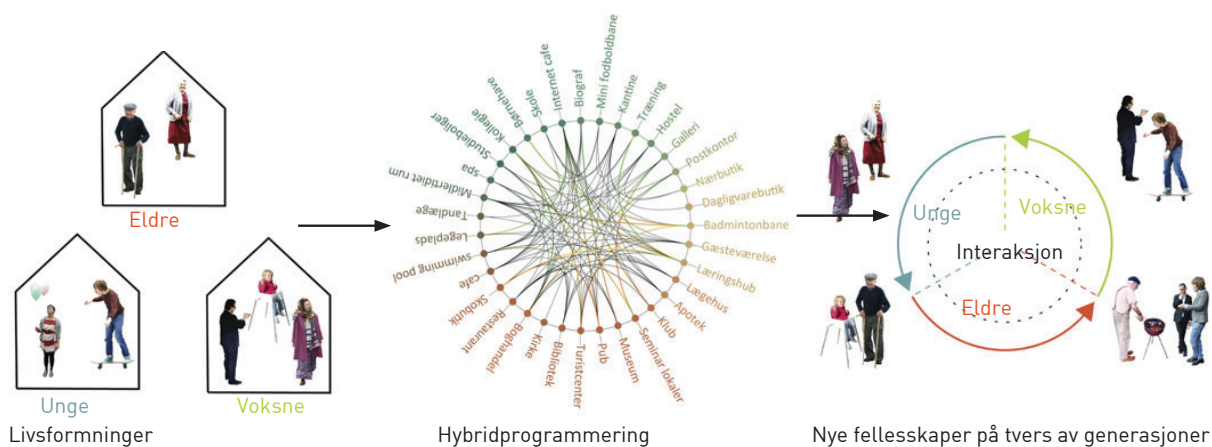 Eldre
Unge
Voksne
Livsformninger
Internet cafe
Biograf
Mini fodboldbane
Kantine
Træning
Hostel
Galleri
Postkontor
Nærbutik
Dagligvarebutik
Badmintonbane
Gæsteværelse
Læringshub
Lægehus
Apotek
Klub
Seminar lokaler
Museum
Pub
Turistcenter
Bibliotek
Kirke
Boghandel
Restaurant
Skobutik
cafe
swimming pool
Legeplads
Tandlæge
Midlertidiet rum
spa
Studieboliger
Kollegie
Børnehave
Skole
Hybridprogrammering
Unge
Voksne
Interaksjon
Eldre
Nye fellesskaper på tvers av generasjoner